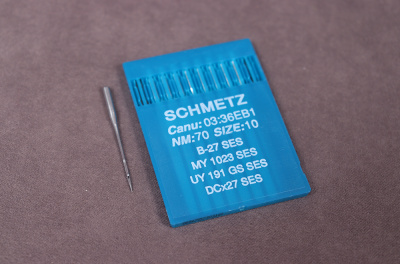 SCHMETZ
Canu: 03:36EB1
NM:70 SIZE:10
B-27 SES
MY 1023 SES
UY 191 GS SES
DCx27 SES